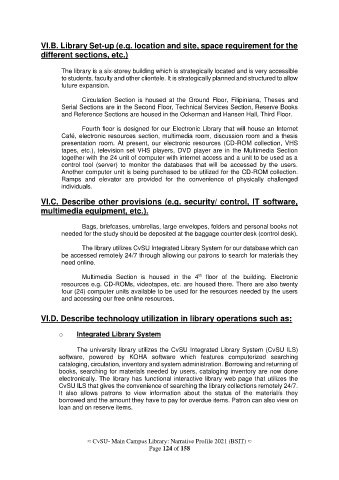 VI.B. Library Set-up (e.g. location and site, space requirement for the
different sections, etc.)
The library is a six-storey building which is strategically located and is very accessible
to students, faculty and other clientele. It is strategically planned and structured to allow
future expansion.
Circulation Section is housed at the Ground Floor, Filipiniana, Theses and
Serial Sections are in the Second Floor, Technical Services Section, Reserve Books
and Reference Sections are housed in the Ockerman and Hansen Hall, Third Floor.
Fourth floor is designed for our Electronic Library that will house an Internet
Café, electronic resources section, multimedia room, discussion room and a thesis
presentation room. At present, our electronic resources (CD-ROM collection, VHS
tapes, etc.), television set VHS players, DVD player are in the Multimedia Section
together with the 24 unit of computer with internet access and a unit to be used as a
control tool (server) to monitor the databases that will be accessed by the users.
Another computer unit is being purchased to be utilized for the CD-ROM collection.
Ramps and elevator are provided for the convenience of physically challenged
individuals.
VI.C. Describe other provisions (e.g. security/ control, IT software,
multimedia equipment, etc.).
Bags, briefcases, umbrellas, large envelopes, folders and personal books not
needed for the study should be deposited at the baggage counter desk (control desk).
The library utilizes CvSU Integrated Library System for our database which can
be accessed remotely 24/7 through allowing our patrons to search for materials they
need online.
Multimedia Section is housed in the 4th floor of the building. Electronic
resources e.g. CD-ROMs, videotapes, etc. are housed there. There are also twenty
four (24) computer units available to be used for the resources needed by the users
and accessing our free online resources.
VI.D. Describe technology utilization in library operations such as:
o Integrated Library System
The university library utilizes the CvSU Integrated Library System (CvSU ILS)
software, powered by KOHA software which features computerized searching
cataloging, circulation, inventory and system administration. Borrowing and returning of
books, searching for materials needed by users, cataloging inventory are now done
electronically. The library has functional interactive library web page that utilizes the
CvSU ILS that gives the convenience of searching the library collections remotely 24/7.
It also allows patrons to view information about the status of the material/s they
borrowed and the amount they have to pay for overdue items. Patron can also view on
loan and on reserve items.
≈ CvSU- Main Campus Library: Narrative Profile 2021 (BSIT) ≈
Page 124 of 158